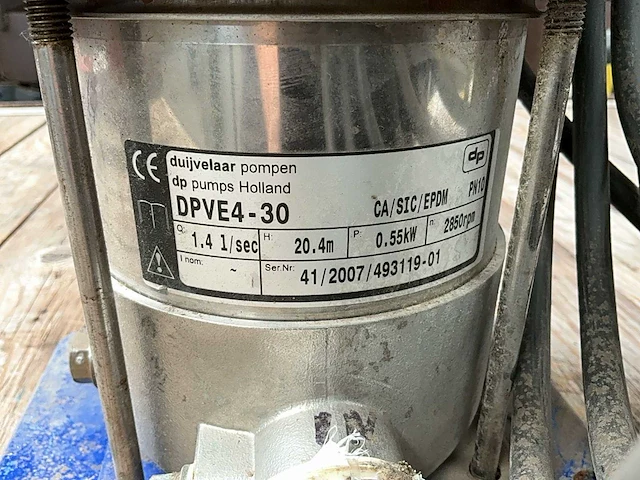 CE
duijvelaar pompen
dp pumps Holland
dp
DPVE4-30 CA/SIC/EPDM PN10
Q: 1.4 l/sec H: 20.4m P: 0.55kW n: 2850rpm
I nom: ~ Ser.Nr: 41/2007/493119-01
IN